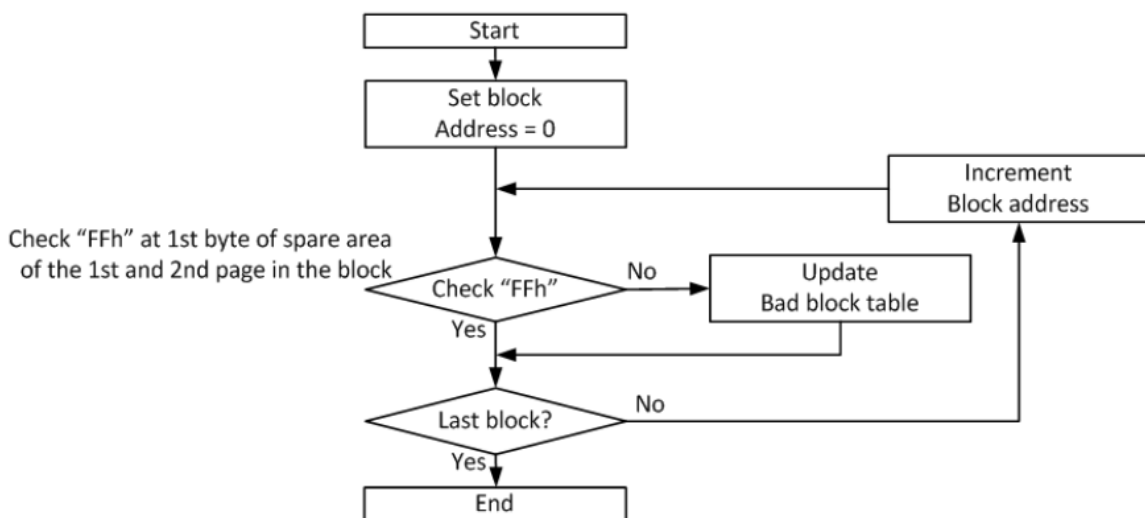 Start
Set block
Address = 0
Increment
Block address
Check “FFh” at 1st byte of spare area
of the 1st and 2nd page in the block
Check “FFh”
No
Update
Bad block table
Yes
Last block?
No
Yes
End